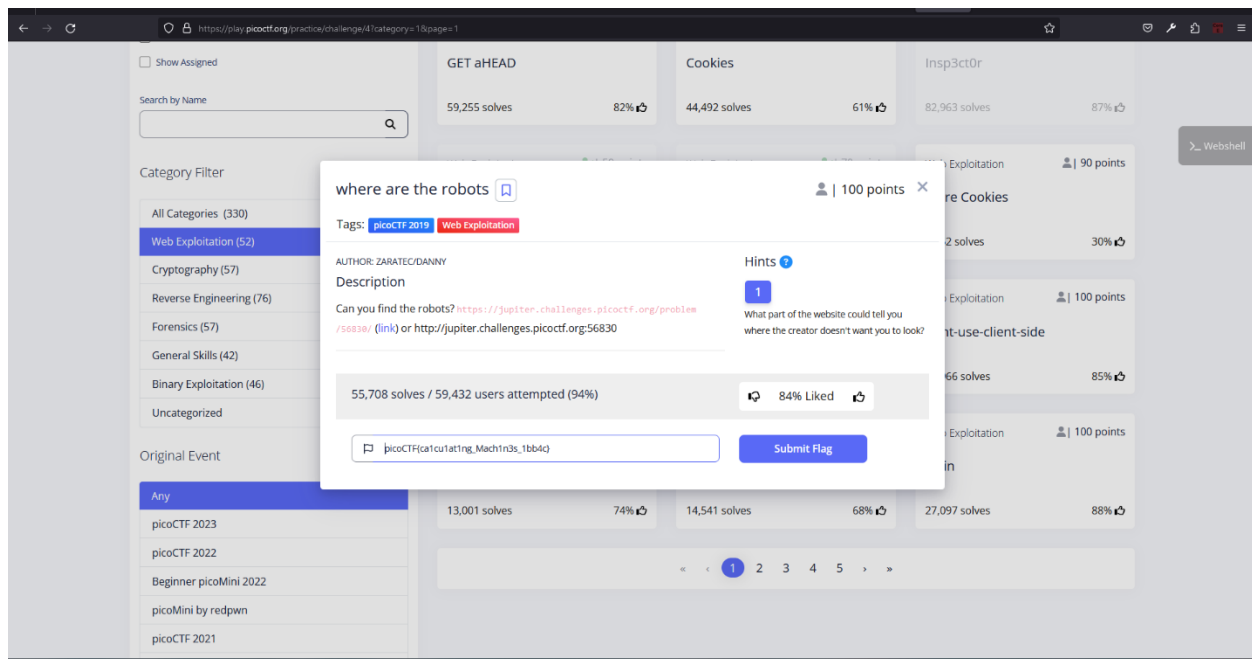 https://play.picoctf.org/practice/challenge/4?category=1&page=1
Show Assigned
Search by Name
Category Filter
All Categories (330)
Web Exploitation (52)
Cryptography (57)
Reverse Engineering (76)
Forensics (57)
General Skills (42)
Binary Exploitation (46)
Uncategorized
Original Event
Any
picoCTF 2023
picoCTF 2022
Beginner picoMini 2022
picoMini by redpwn
picoCTF 2021
GET aHEAD
59,255 solves 82%
Cookies
44,492 solves 61%
Insp3ct0r
82,963 solves 87%
>_ Webshell
Exploitation | 90 points
re Cookies
2 solves 30%
Exploitation | 100 points
nt-use-client-side
66 solves 85%
Exploitation | 100 points
in
13,001 solves 74%
14,541 solves 68%
27,097 solves 88%
« ‹ 1 2 3 4 5 › »
where are the robots | 100 points ×
Tags: picoCTF 2019 Web Exploitation
AUTHOR: ZARATEC/DANNY
Description
Can you find the robots? https://jupiter.challenges.picoctf.org/problem
/56830/ (link) or http://jupiter.challenges.picoctf.org:56830
Hints ?
1
What part of the website could tell you
where the creator doesn't want you to look?
55,708 solves / 59,432 users attempted (94%)
84% Liked
picoCTF{ca1cu1at1ng_Mach1n3s_1bb4c}
Submit Flag